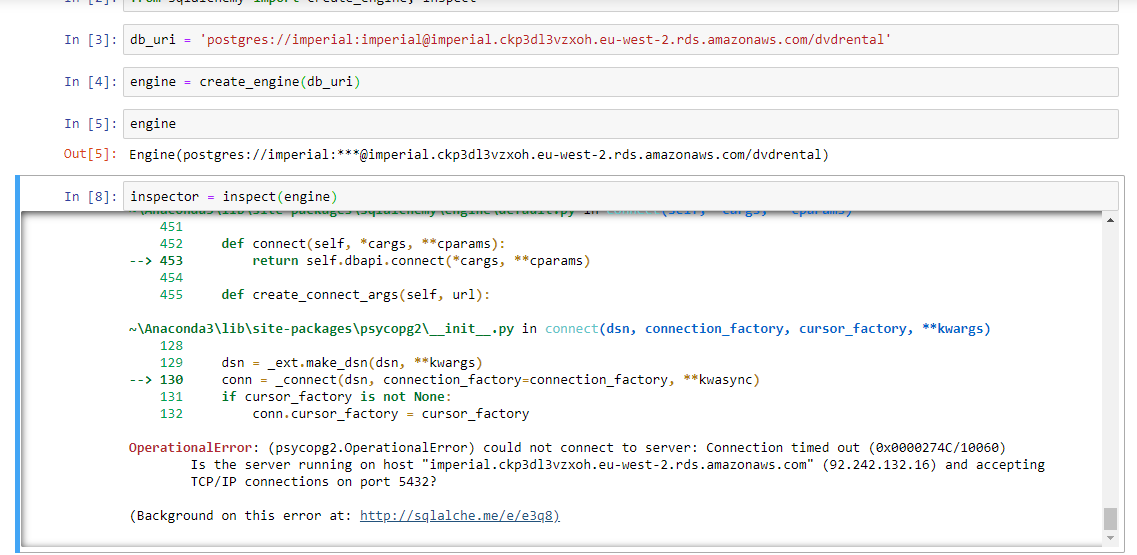 In [2]: from sqlalchemy import create_engine, inspect
In [3]: db_uri = 'postgres://imperial:imperial@imperial.ckp3dl3vzxoh.eu-west-2.rds.amazonaws.com/dvdrental'
In [4]: engine = create_engine(db_uri)
In [5]: engine
Out[5]: Engine(postgres://imperial:***@imperial.ckp3dl3vzxoh.eu-west-2.rds.amazonaws.com/dvdrental)
In [8]: inspector = inspect(engine)
~\Anaconda3\lib\site-packages\sqlalchemy\engine\default.py in connect(self, *cargs, **cparams)
451
452     def connect(self, *cargs, **cparams):
--> 453         return self.dbapi.connect(*cargs, **cparams)
454
455     def create_connect_args(self, url):
~\Anaconda3\lib\site-packages\psycopg2\__init__.py in connect(dsn, connection_factory, cursor_factory, **kwargs)
128
129     dsn = _ext.make_dsn(dsn, **kwargs)
--> 130     conn = _connect(dsn, connection_factory=connection_factory, **kwasync)
131     if cursor_factory is not None:
132         conn.cursor_factory = cursor_factory
OperationalError: (psycopg2.OperationalError) could not connect to server: Connection timed out (0x0000274C/10060)
Is the server running on host "imperial.ckp3dl3vzxoh.eu-west-2.rds.amazonaws.com" (92.242.132.16) and accepting
TCP/IP connections on port 5432?
(Background on this error at: http://sqlalche.me/e/e3q8)